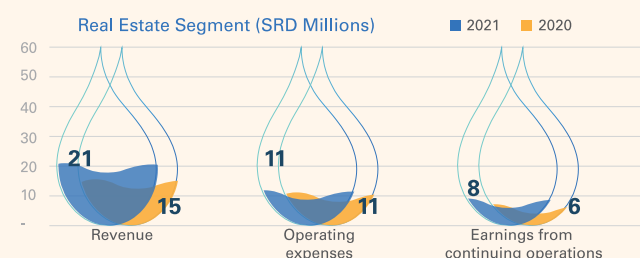 Real Estate Segment (SRD Millions)
2021
2020
60
50
40
30
20
10
-
21
15
11
11
8
6
Revenue
Operating
expenses
Earnings from
continuing operations